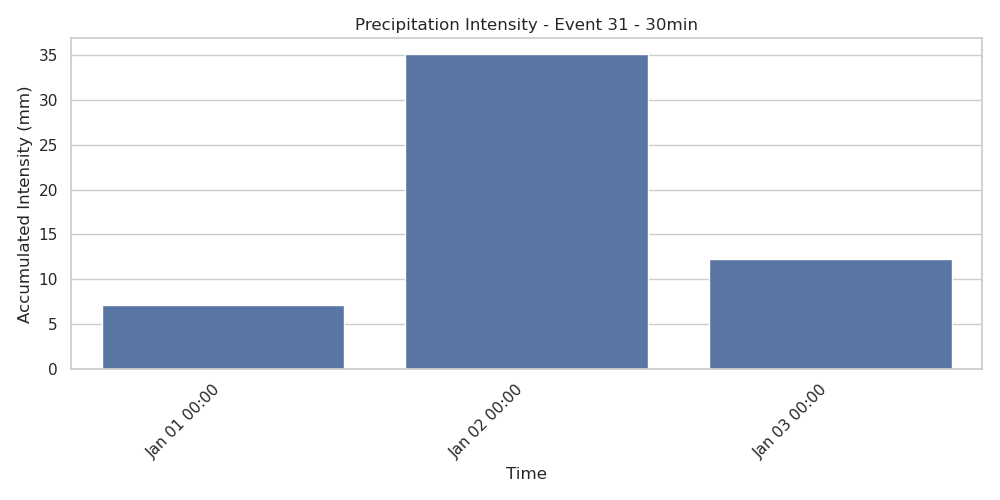 Precipitation Intensity - Event 31 - 30min
Accumulated Intensity (mm)
35
30
25
20
15
10
5
0
Jan 01 00:00
Jan 02 00:00
Jan 03 00:00
Time